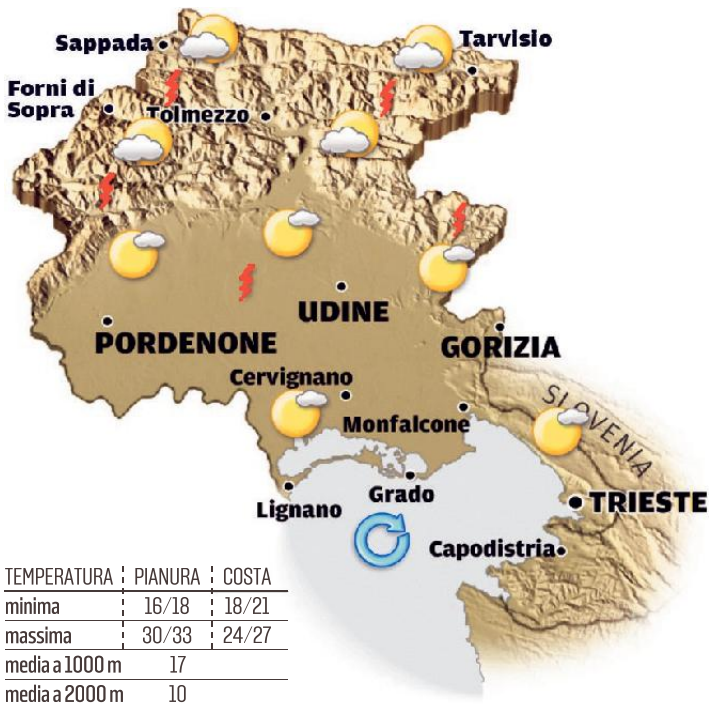 Sappada
Tarvisio
Forni di
Sopra
Tolmezzo
UDINE
PORDENONE
GORIZIA
Cervignano
SLOVENIA
Monfalcone
Lignano
Grado
TRIESTE
Capodistria
TEMPERATURA PIANURA COSTA
minima 16/18 18/21
massima 30/33 24/27
media a 1000 m 17
media a 2000 m 10